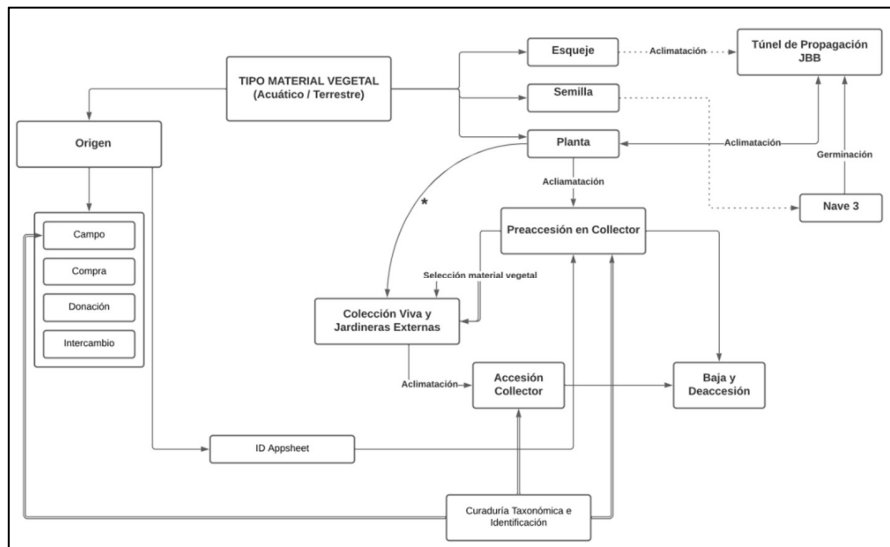 TIPO MATERIAL VEGETAL
(Acuático / Terrestre)
Esqueje
Aclimatación
Túnel de Propagación
JBB
Semilla
Origen
Planta
Aclimatación
Germinación
Acliamatación
*
Nave 3
Campo
Preaccesión en Collector
Compra
Selección material vegetal
Donación
Colección Viva y
Jardineras Externas
Intercambio
Aclimatación
Accesión
Collector
Baja y
Deaccesión
ID Appsheet
Curaduría Taxonómica e
Identificación